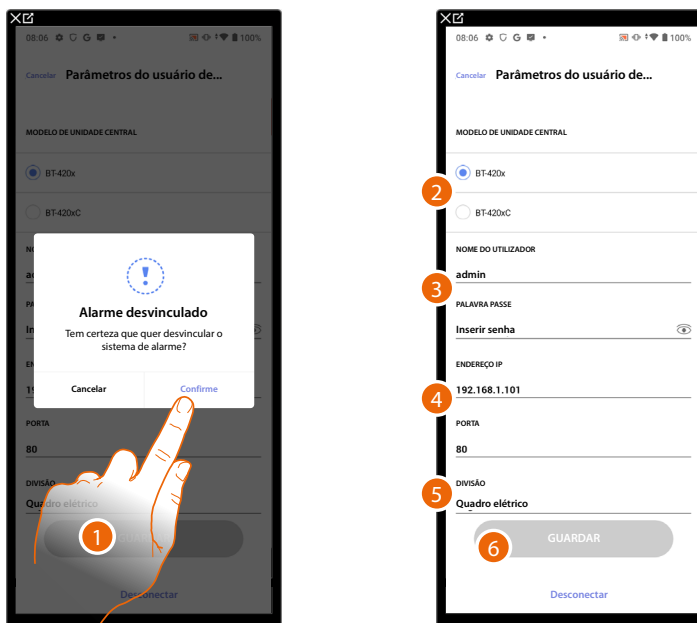 08:06 G 100%
Cancelar Parâmetros do usuário de...
MODELO DE UNIDADE CENTRAL
BT-420x
BT-420xC
Alarme desvinculado
Tem certeza que quer desvincular o
sistema de alarme?
Cancelar Confirme
PORTA
80
DIVISÃO
Quadro elétrico
1
Desconectar
08:06 G 100%
Cancelar Parâmetros do usuário de...
MODELO DE UNIDADE CENTRAL
BT-420x
2
BT-420xC
NOME DO UTILIZADOR
admin
3
PALAVRA PASSE
Inserir senha
ENDEREÇO IP
192.168.1.101
4
PORTA
80
DIVISÃO
5
Quadro elétrico
6 GUARDAR
Desconectar